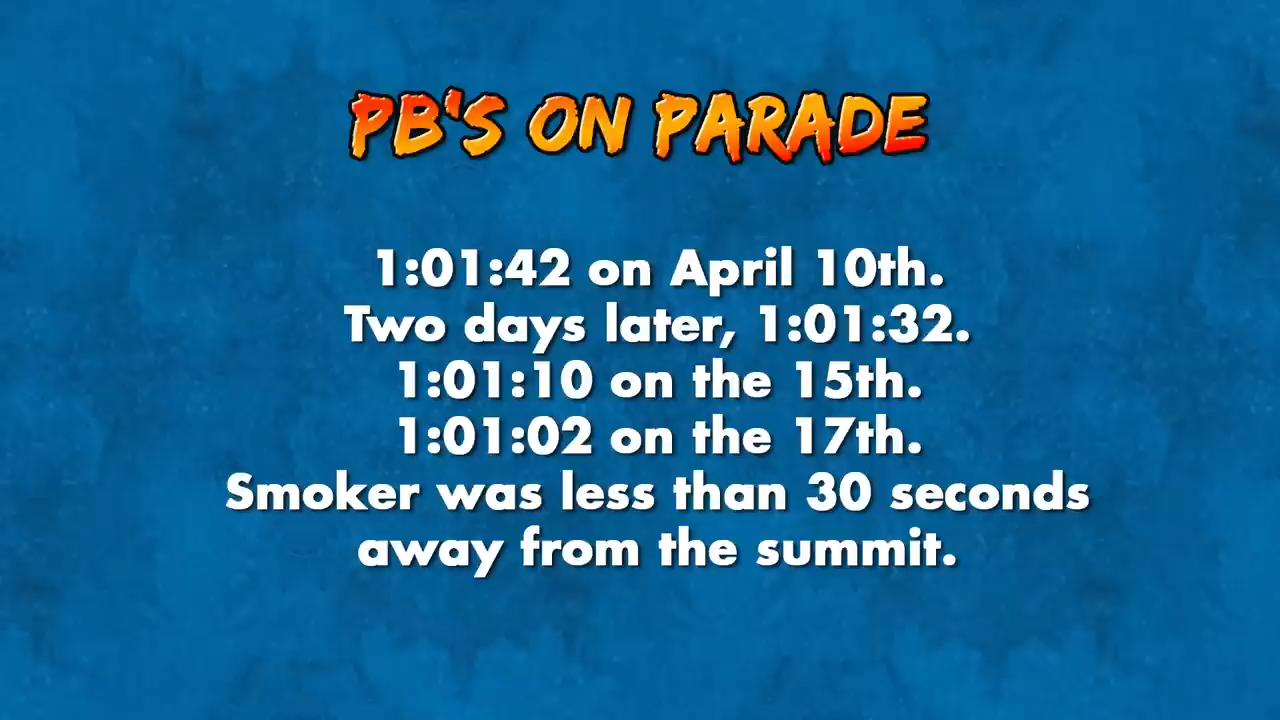 PB'S ON PARADE
1:01:42 on April 10th.
Two days later, 1:01:32.
1:01:10 on the 15th.
1:01:02 on the 17th.
Smoker was less than 30 seconds
away from the summit.